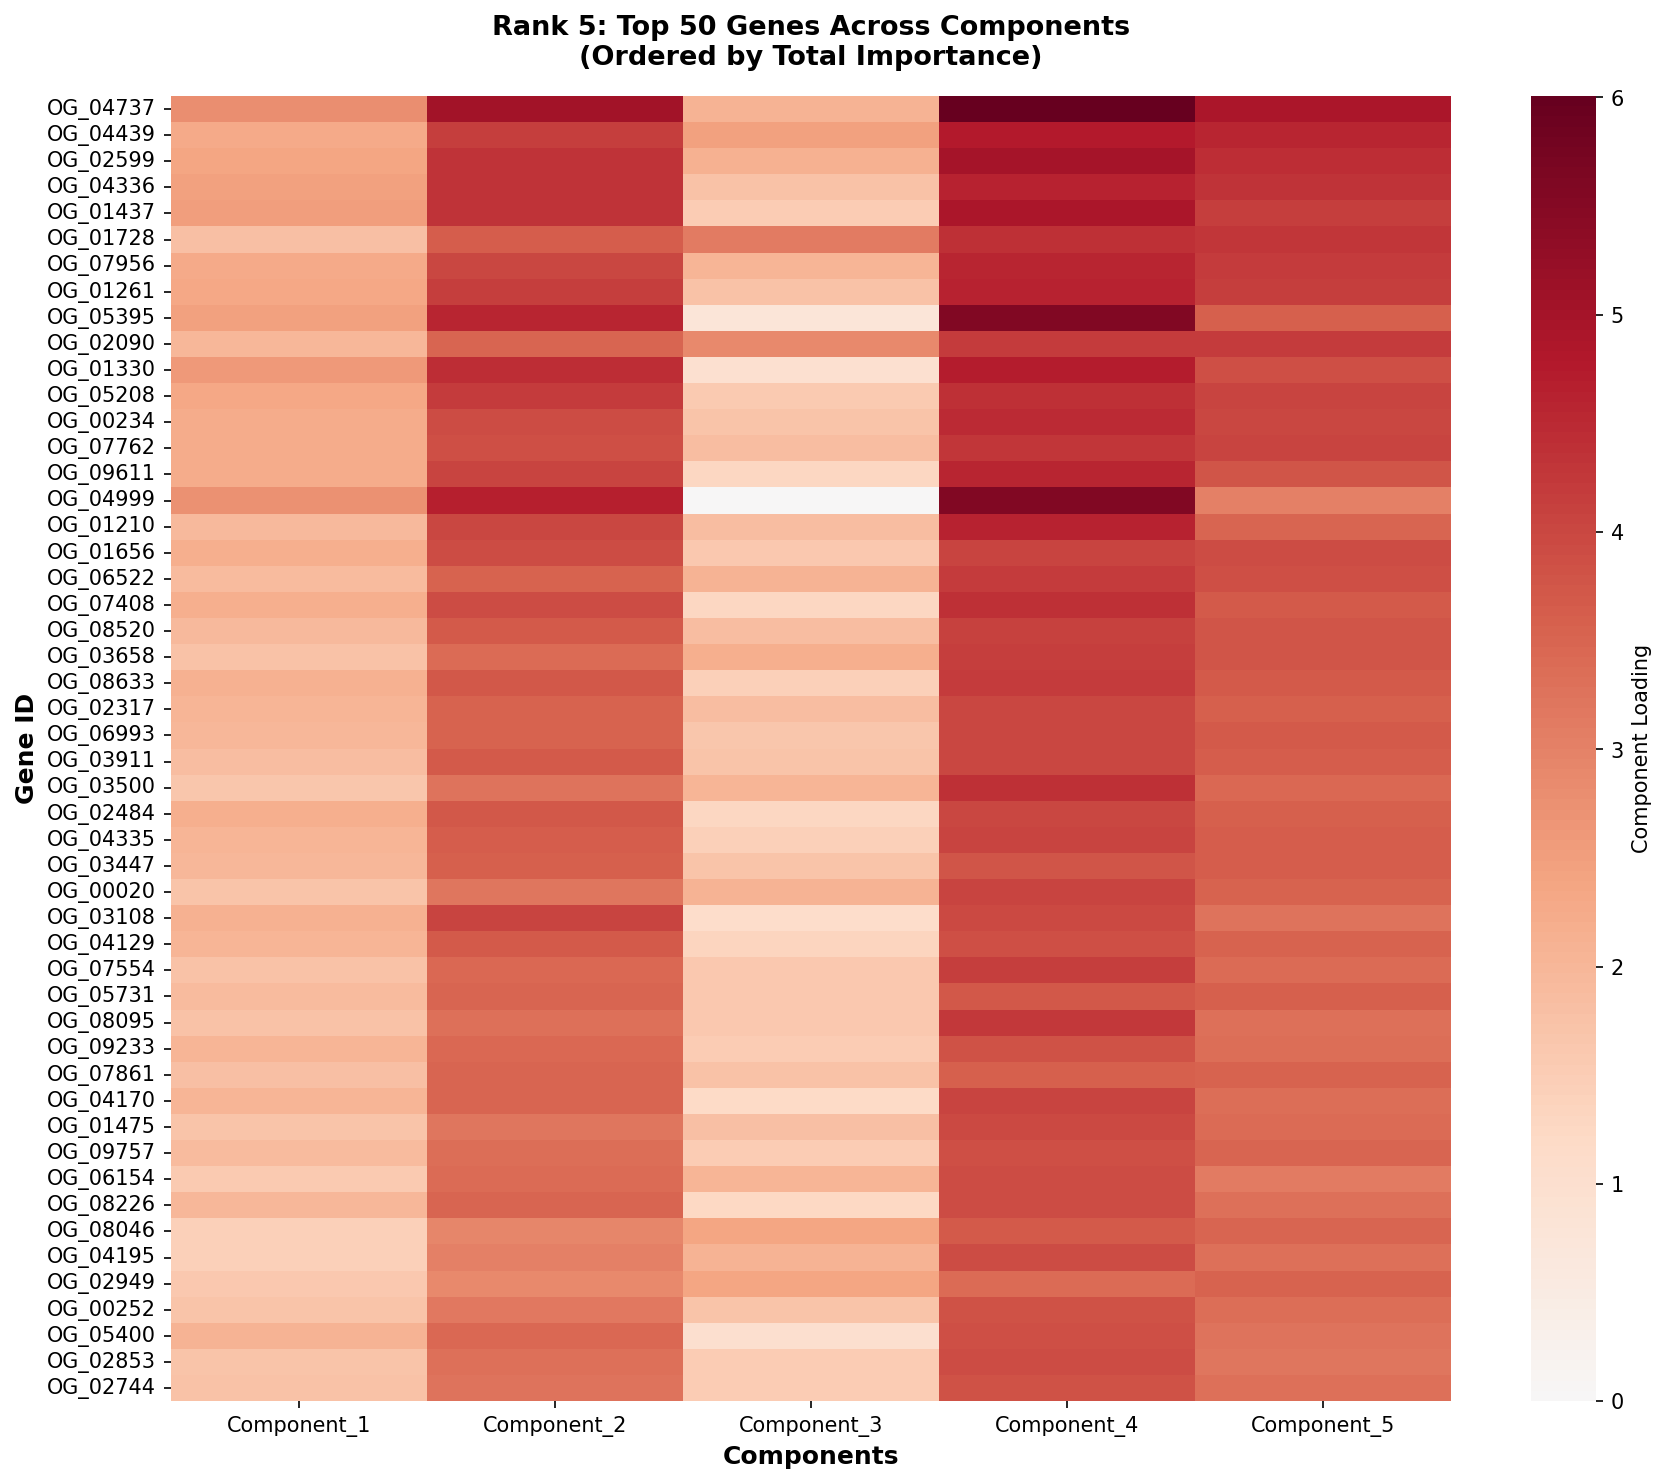 Rank 5: Top 50 Genes Across Components
(Ordered by Total Importance)
Gene ID
OG_04737
OG_04439
OG_02599
OG_04336
OG_01437
OG_01728
OG_07956
OG_01261
OG_05395
OG_02090
OG_01330
OG_05208
OG_00234
OG_07762
OG_09611
OG_04999
OG_01210
OG_01656
OG_06522
OG_07408
OG_08520
OG_03658
OG_08633
OG_02317
OG_06993
OG_03911
OG_03500
OG_02484
OG_04335
OG_03447
OG_00020
OG_03108
OG_04129
OG_07554
OG_05731
OG_08095
OG_09233
OG_07861
OG_04170
OG_01475
OG_09757
OG_06154
OG_08226
OG_08046
OG_04195
OG_02949
OG_00252
OG_05400
OG_02853
OG_02744
Component_1 Component_2 Component_3 Component_4 Component_5
Components
6
5
4
3
2
1
0
Component Loading